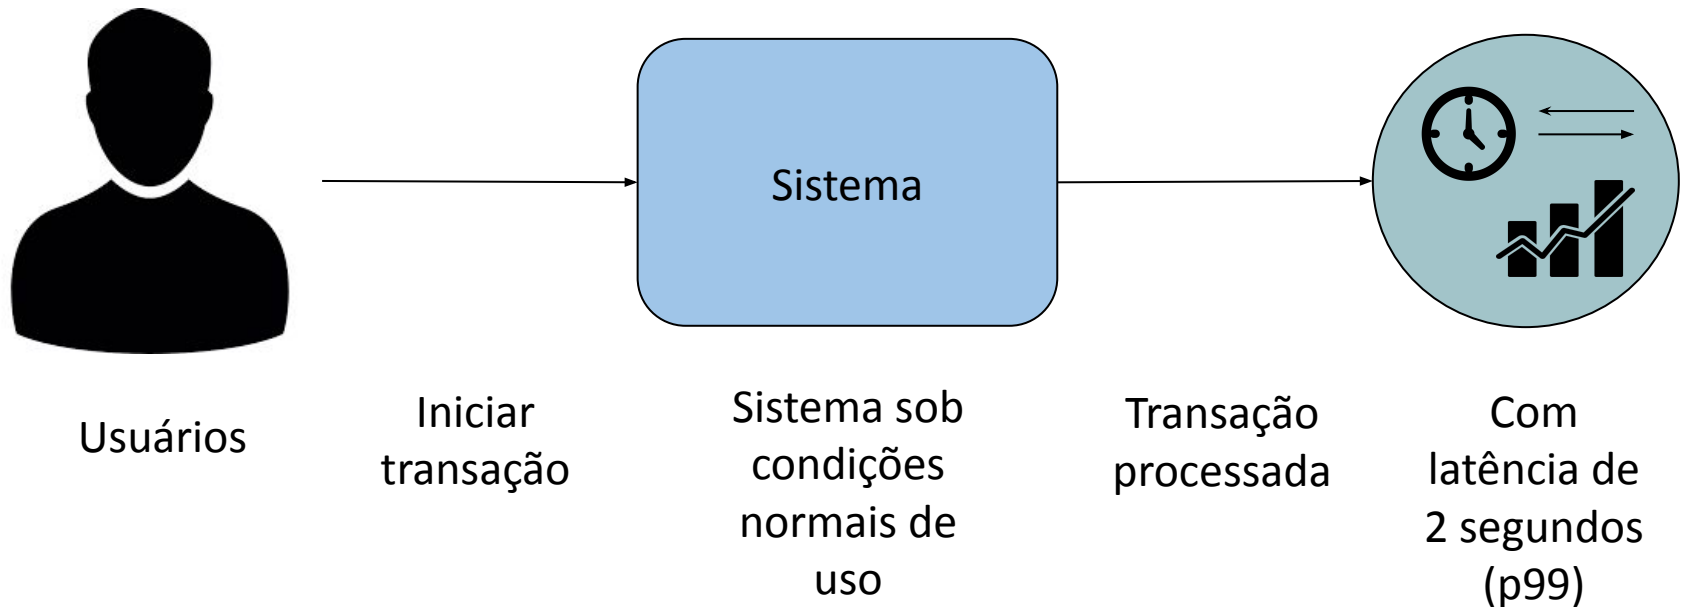 Sistema
Usuários
Iniciar
transação
Sistema sob
condições
normais de
uso
Transação
processada
Com
latência de
2 segundos
(p99)